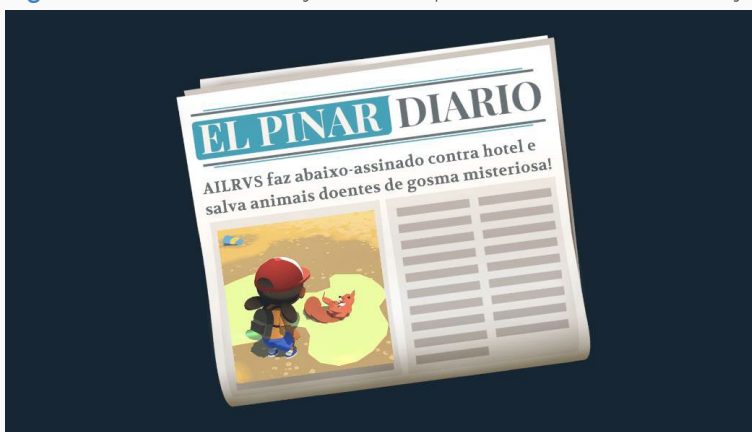 EL PINAR DIARIO
AILRVS faz abaixo-assinado contra hotel e
salva animais doentes de gosma misteriosa!